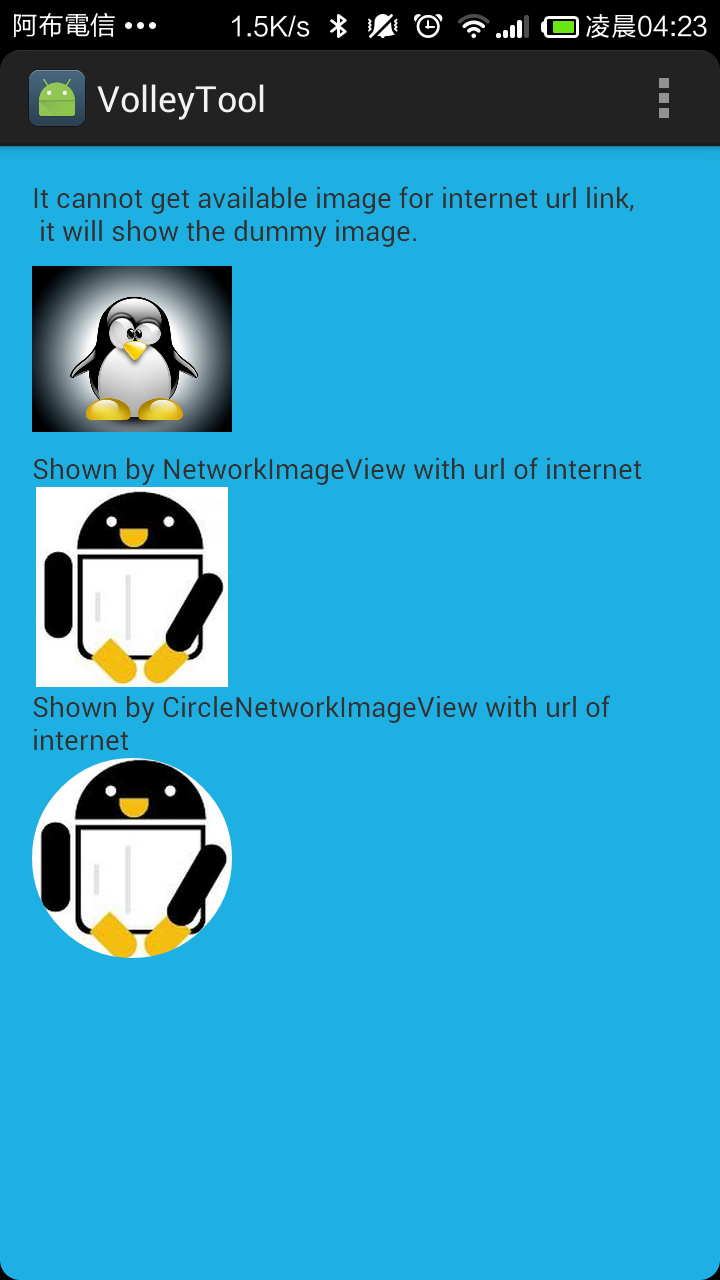 阿布電信 ••• 1.5K/s 凌晨04:23
VolleyTool
It cannot get available image for internet url link,
it will show the dummy image.
Shown by NetworkImageView with url of internet
Shown by CircleNetworkImageView with url of
internet